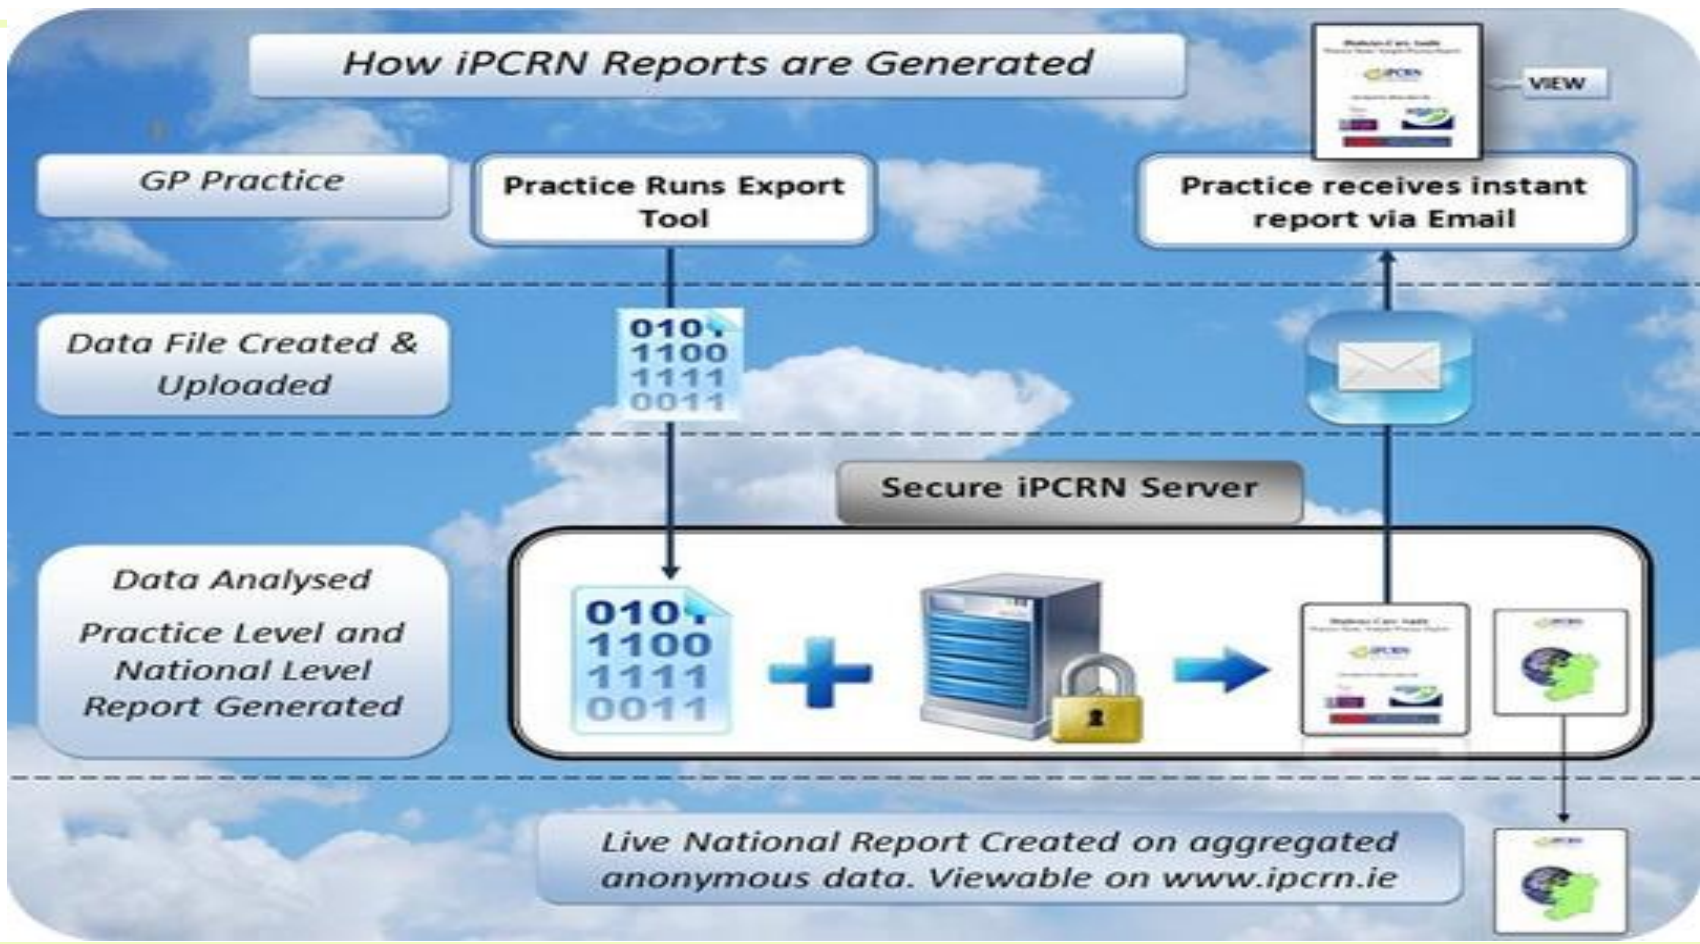 How iPCRN Reports are Generated
iPCRN
VIEW
GP Practice
Practice Runs Export
Tool
Practice receives instant
report via Email
Data File Created &
Uploaded
0101
1100
1111
0011
Secure iPCRN Server
Data Analysed
Practice Level and
National Level
Report Generated
0101
1100
1111
0011
iPCRN
Live National Report Created on aggregated
anonymous data. Viewable on www.ipcrn.ie